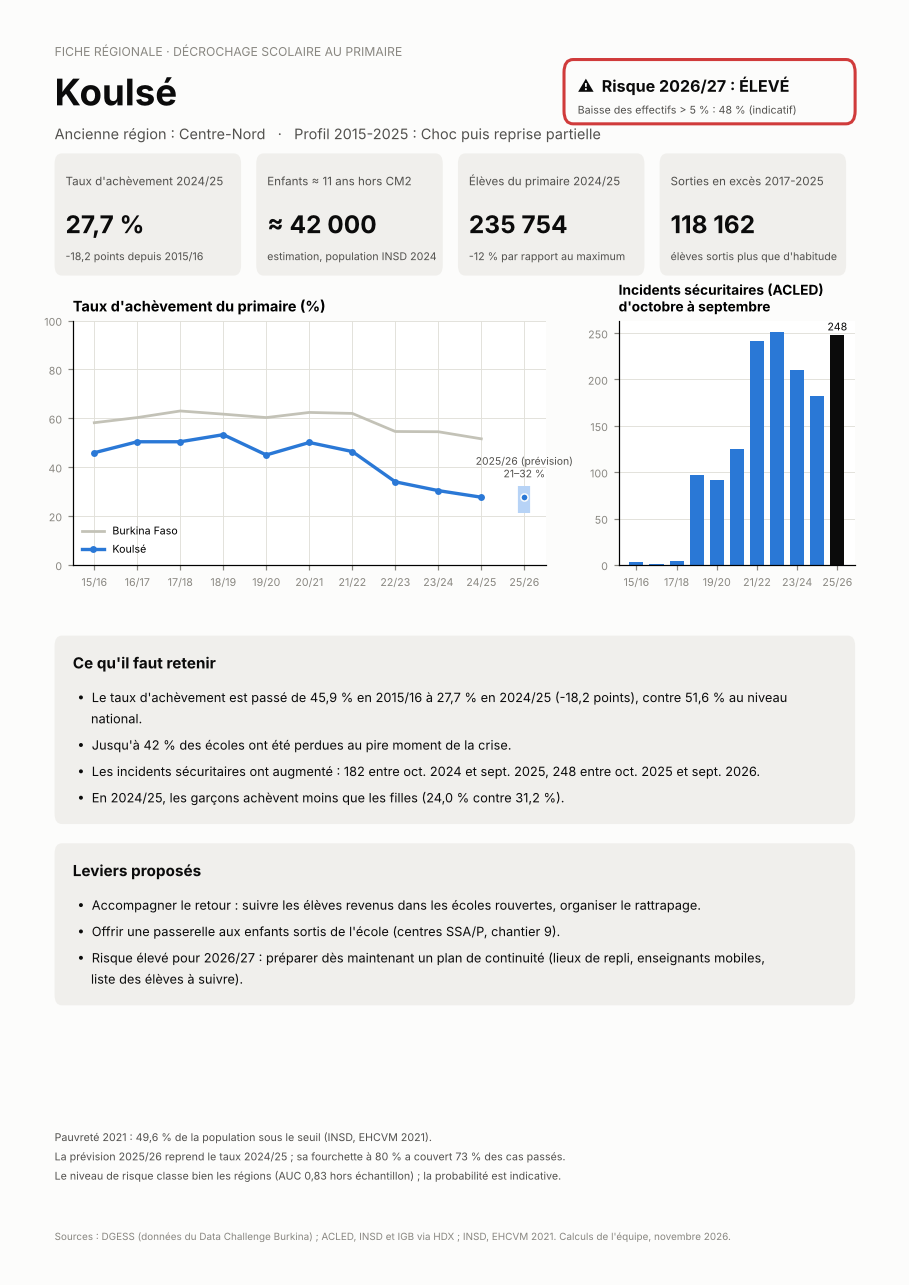 FICHE RÉGIONALE · DÉCROCHAGE SCOLAIRE AU PRIMAIRE
Koulsé
⚠ Risque 2026/27 : ÉLEVÉ
Baisse des effectifs > 5 % : 48 % (indicatif)
Ancienne région : Centre-Nord · Profil 2015-2025 : Choc puis reprise partielle
Taux d'achèvement 2024/25
27,7 %
-18,2 points depuis 2015/16
Enfants ≈ 11 ans hors CM2
≈ 42 000
estimation, population INSD 2024
Élèves du primaire 2024/25
235 754
-12 % par rapport au maximum
Sorties en excès 2017-2025
118 162
élèves sortis plus que d'habitude
Taux d'achèvement du primaire (%)
100
80
60
40
20
0
2025/26 (prévision)
21–32 %
Burkina Faso
Koulsé
15/16 16/17 17/18 18/19 19/20 20/21 21/22 22/23 23/24 24/25 25/26
Incidents sécuritaires (ACLED)
d'octobre à septembre
248
250
200
150
100
50
0
15/16 17/18 19/20 21/22 23/24 25/26
Ce qu'il faut retenir
• Le taux d'achèvement est passé de 45,9 % en 2015/16 à 27,7 % en 2024/25 (-18,2 points), contre 51,6 % au niveau
national.
• Jusqu'à 42 % des écoles ont été perdues au pire moment de la crise.
• Les incidents sécuritaires ont augmenté : 182 entre oct. 2024 et sept. 2025, 248 entre oct. 2025 et sept. 2026.
• En 2024/25, les garçons achèvent moins que les filles (24,0 % contre 31,2 %).
Leviers proposés
• Accompagner le retour : suivre les élèves revenus dans les écoles rouvertes, organiser le rattrapage.
• Offrir une passerelle aux enfants sortis de l'école (centres SSA/P, chantier 9).
• Risque élevé pour 2026/27 : préparer dès maintenant un plan de continuité (lieux de repli, enseignants mobiles,
liste des élèves à suivre).
Pauvreté 2021 : 49,6 % de la population sous le seuil (INSD, EHCVM 2021).
La prévision 2025/26 reprend le taux 2024/25 ; sa fourchette à 80 % a couvert 73 % des cas passés.
Le niveau de risque classe bien les régions (AUC 0,83 hors échantillon) ; la probabilité est indicative.
Sources : DGESS (données du Data Challenge Burkina) ; ACLED, INSD et IGB via HDX ; INSD, EHCVM 2021. Calculs de l'équipe, novembre 2026.